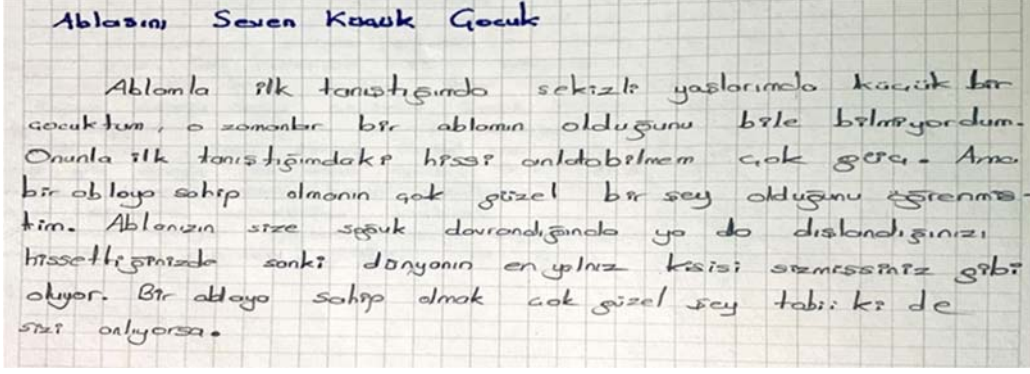 Ablasını Seven Küçük Çocuk
Ablamla ilk tanıştığımda sekizli yaşlarımda küçük bir
çocuktum, o zamanlar bir ablamın olduğunu bile bilmiyordum.
Onunla ilk tanıştığımdaki hissi anlatabilmem çok Ama
bir ablaya sahip olmanın çok güzel bir şey olduğunu öğrenmiş-
tim. Ablanızın size soğuk davrandığında ya da dışlandığınızı
hissettiğinizde sanki dünyanın en yalnız kişisi sizmişsiniz gibi
oluyor. Bir ablaya sahip olmak çok güzel şey tabii ki de
sizi anlıyorsa.